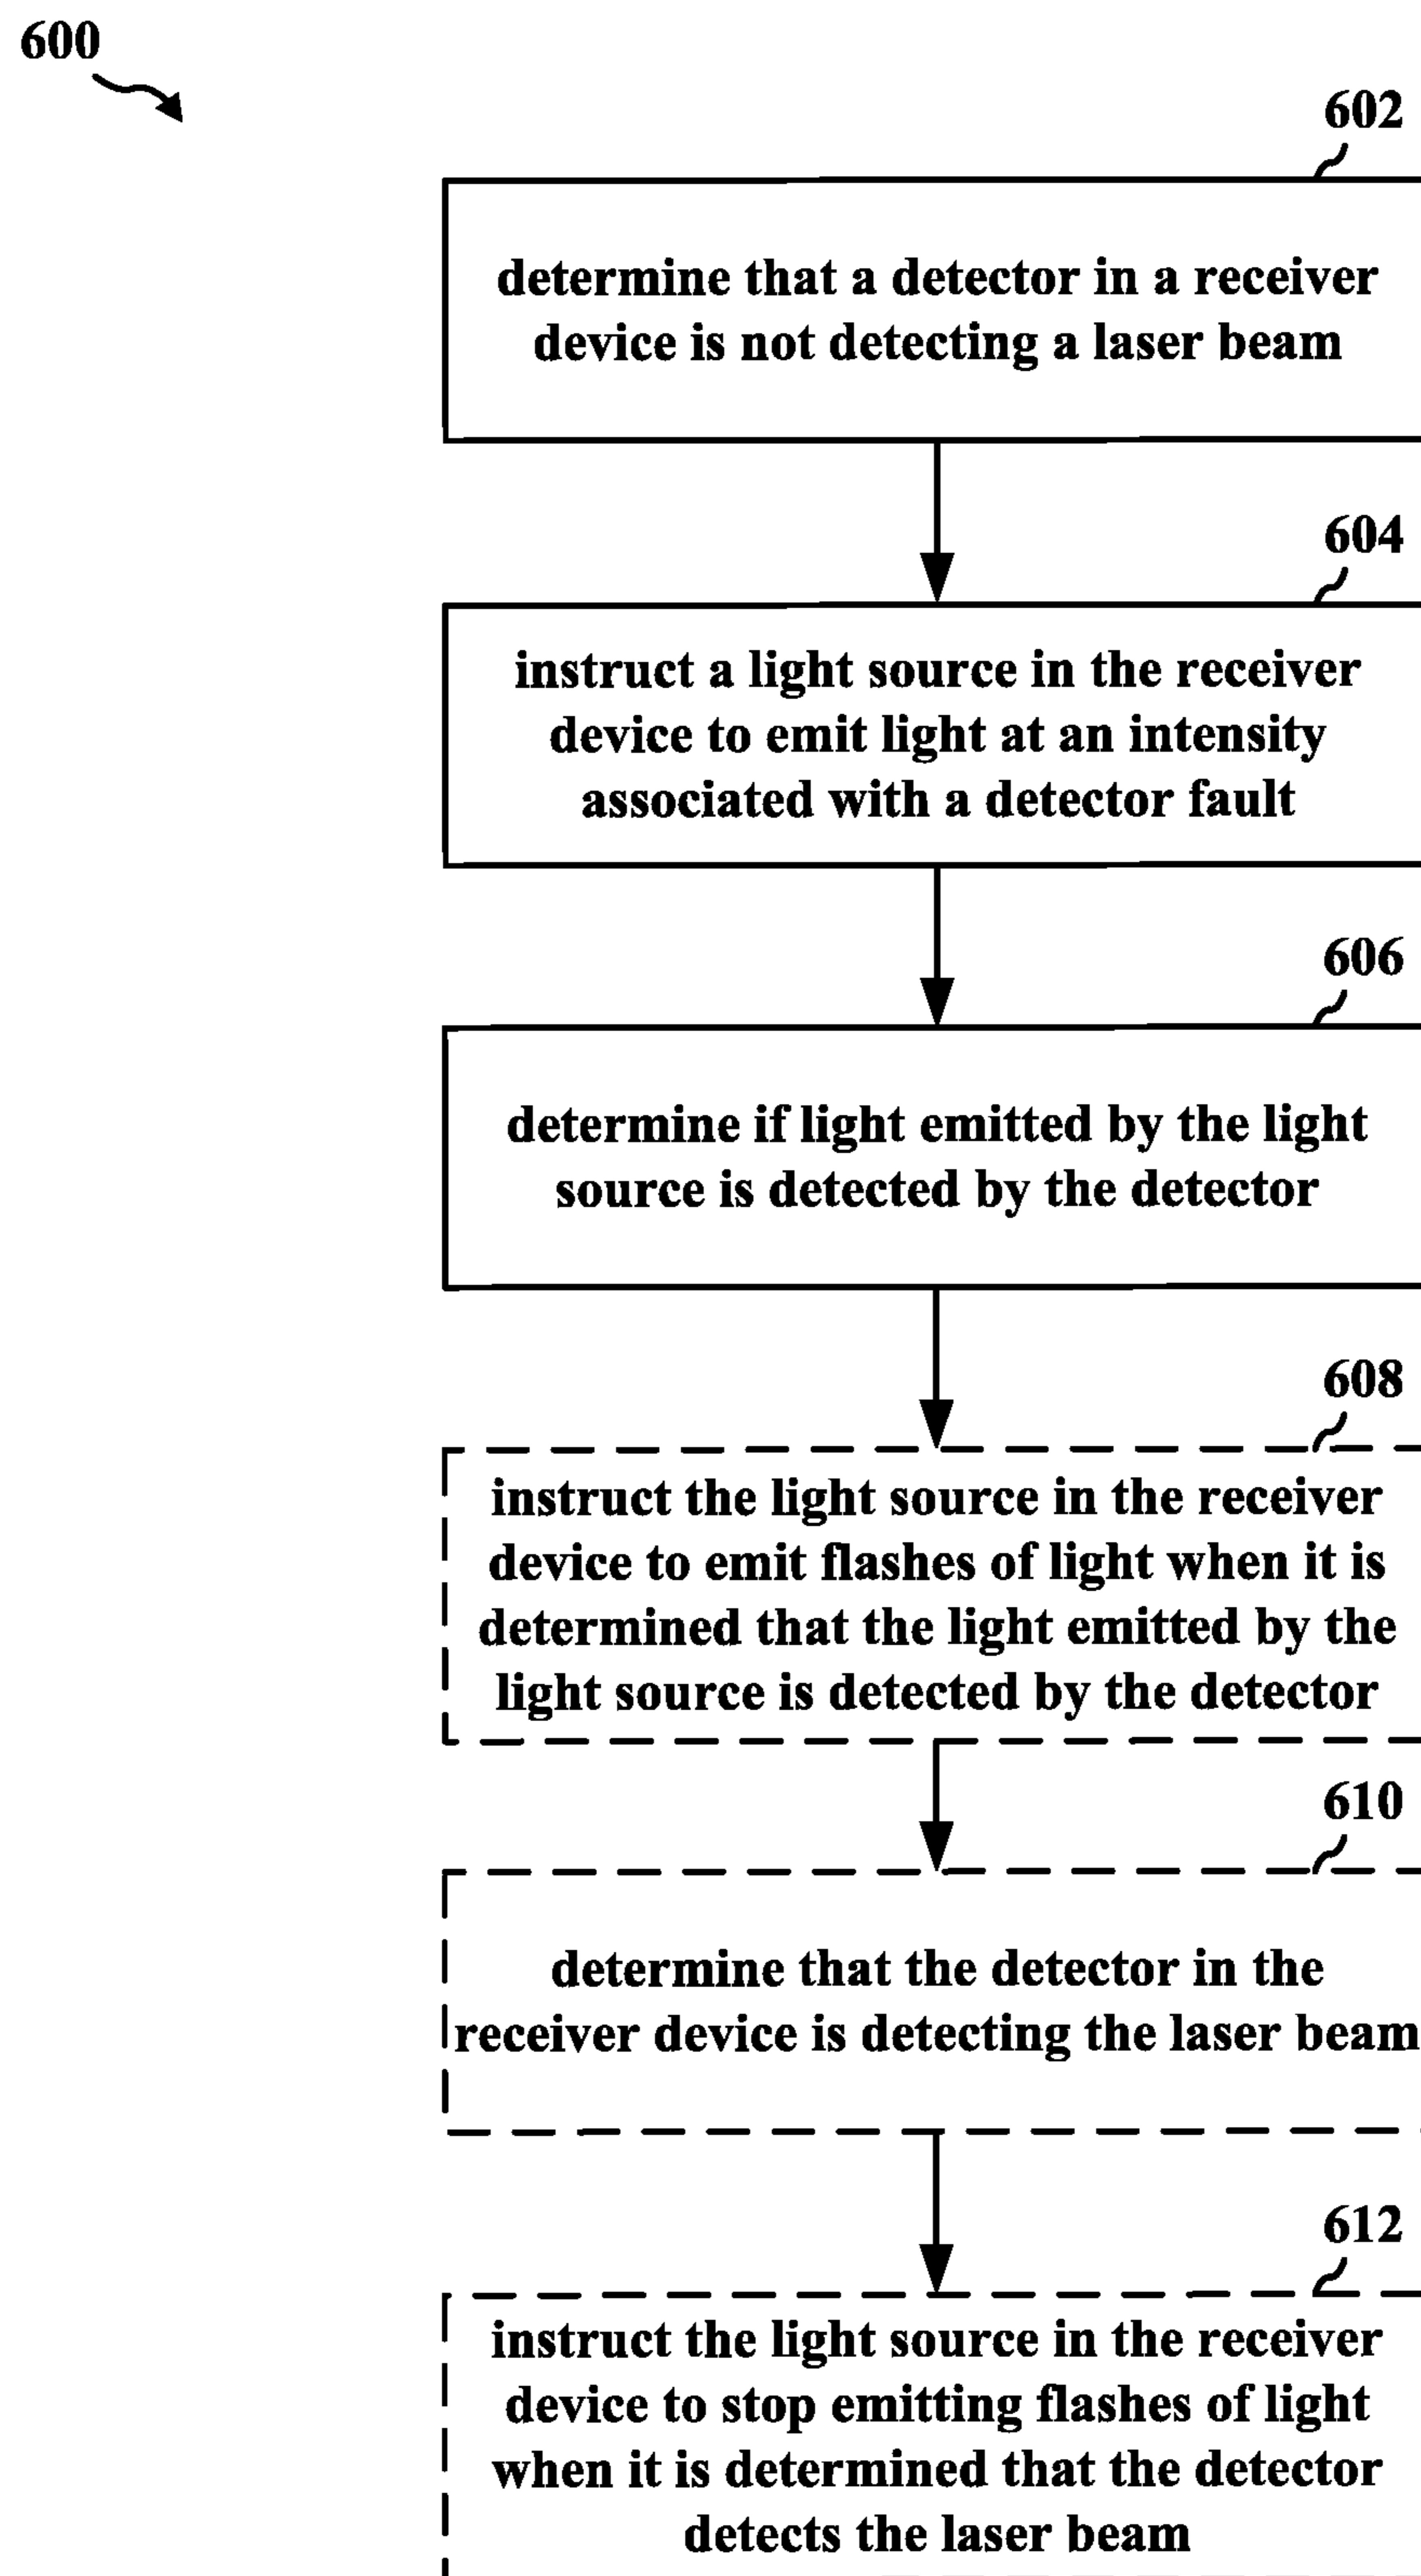 600
602
determine that a detector in a receiver
device is not detecting a laser beam
604
instruct a light source in the receiver
device to emit light at an intensity
associated with a detector fault
606
determine if light emitted by the light
source is detected by the detector
608
instruct the light source in the receiver
device to emit flashes of light when it is
determined that the light emitted by the
light source is detected by the detector
610
determine that the detector in the
receiver device is detecting the laser beam
612
instruct the light source in the receiver
device to stop emitting flashes of light
when it is determined that the detector
detects the laser beam